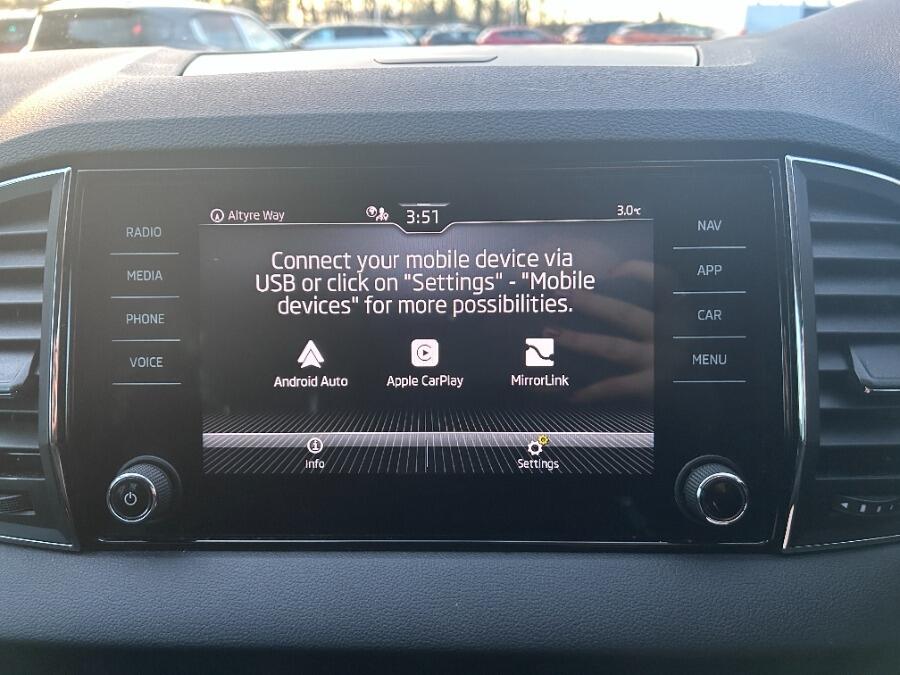 Altyre Way
3:51
3.0°C
RADIO
MEDIA
PHONE
VOICE
Connect your mobile device via
USB or click on "Settings" - "Mobile
devices" for more possibilities.
Android Auto
Apple CarPlay
MirrorLink
Info
Settings
NAV
APP
CAR
MENU